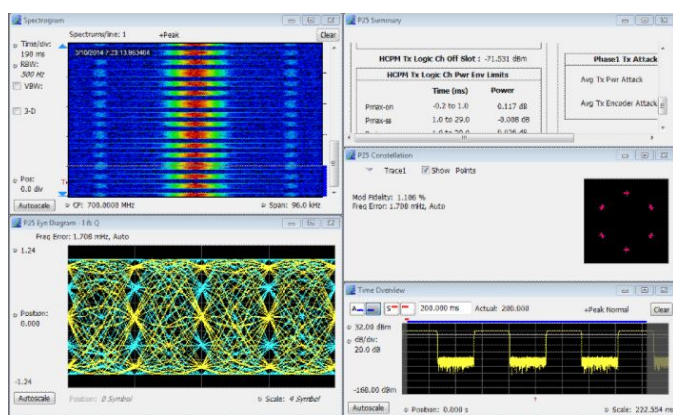 Spectrogram
Spectrums/line: 1
+Peak
Clear
Time/div:
198 ms
RBW:
300 Hz
VBW:
3-D
3/10/2014 7:23:13.963404
Pos:
0.0 div
Autoscale
CF: 700.0000 MHz
Span: 96.0 kHz
P25 Summary
HCPM Tx Logic Ch Off Slot : -71.531 dBm
HCPM Tx Logic Ch Pwr Env Limits
Time (ms) Power
Pmax-on -0.2 to 1.0 0.117 dB
Pmax-ss 1.0 to 29.0 -0.008 dB
Phase1 Tx Attack
Avg Tx Pwr Attack
Avg Tx Encoder Attack
P25 Constellation
Trace1
Show Points
Mod Fidelity: 1.106 %
Freq Error: 1.708 mHz, Auto
P25 Eye Diagram - I & Q
Freq Error: 1.708 mHz, Auto
1.24
Position:
0.000
-1.24
Autoscale
Position: 0 Symbol
Scale: 4 Symbol
Time Overview
200.000 ms
Actual: 200.000
+Peak Normal
Clear
32.00 dBm
dB/div:
20.0 dB
-168.00 dBm
Autoscale
Position: 0.000 s
Scale: 222.554 ms